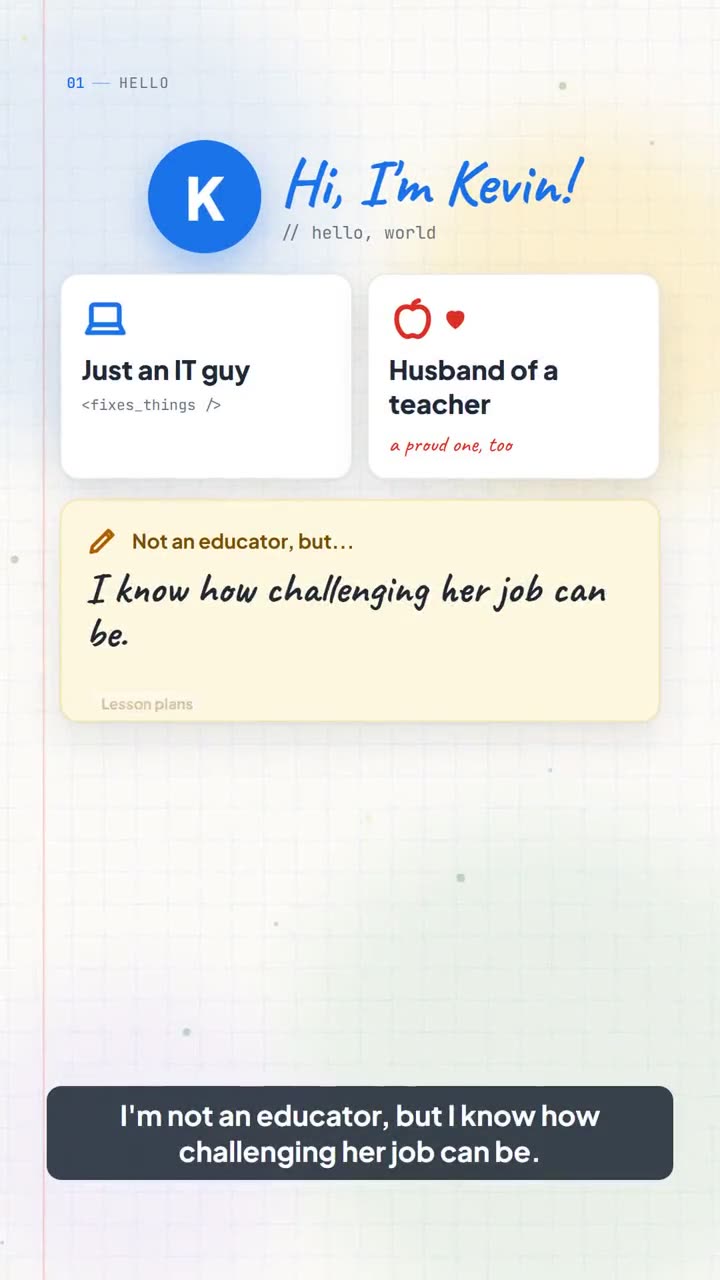 01 — HELLO
K
Hi, I'm Kevin!
// hello, world
Just an IT guy
<fixes_things />
Husband of a
teacher
a proud one, too
Not an educator, but...
I know how challenging her job can
be.
Lesson plans
I'm not an educator, but I know how
challenging her job can be.